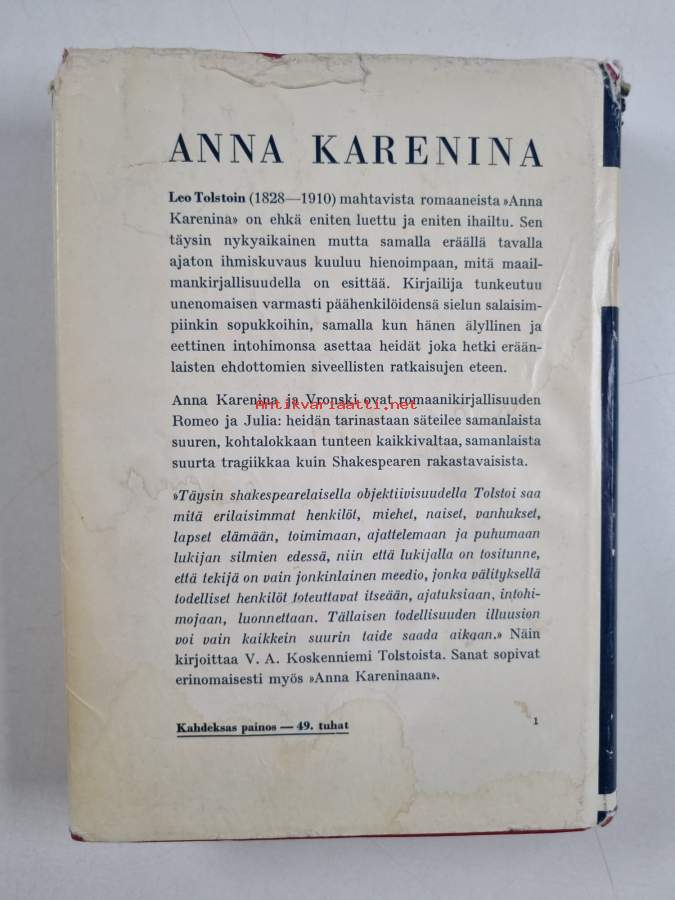 ANNA KARENINA
Leo Tolstoin (1828—1910) mahtavista romaaneista »Anna
Karenina» on ehkä eniten luettu ja eniten ihailtu. Sen
täysin nykyaikainen mutta samalla eräällä tavalla
ajaton ihmiskuvaus kuuluu hienoimpaan, mitä maail-
mankirjallisuudella on esittää. Kirjailija tunkeutuu
unenomaisen varmasti päähenkilöidensä sielun salaisim-
piinkin sopukkoihin, samalla kun hänen älyllinen ja
eettinen intohimonsa asettaa heidät joka hetki erään-
laisten ehdottomien siveellisten ratkaisujen eteen.
Anna Karenina ja Vronski ovat romaanikirjallisuuden
Antikvariaatti.net
Romeo ja Julia: heidän tarinastaan säteilee samanlaista
suuren, kohtalokkaan tunteen kaikkivaltaa, samanlaista
suurta tragiikkaa kuin Shakespearen rakastavaisista.
»Täysin shakespearelaisella objektiivisuudella Tolstoi saa
mitä erilaisimmat henkilöt, miehet, naiset, vanhukset,
lapset elämään, toimimaan, ajattelemaan ja puhumaan
lukijan silmien edessä, niin että lukijalla on tositunne,
että tekijä on vain jonkinlainen meedio, jonka välityksellä
todelliset henkilöt toteuttavat itseään, ajatuksiaan, intohi-
mojaan, luonnettaan. Tällaisen todellisuuden illuusion
voi vain kaikkein suurin taide saada aikaan.» Näin
kirjoittaa V. A. Koskenniemi Tolstoista. Sanat sopivat
erinomaisesti myös »Anna Kareninaan».
Kahdeksas painos — 49. tuhat 1